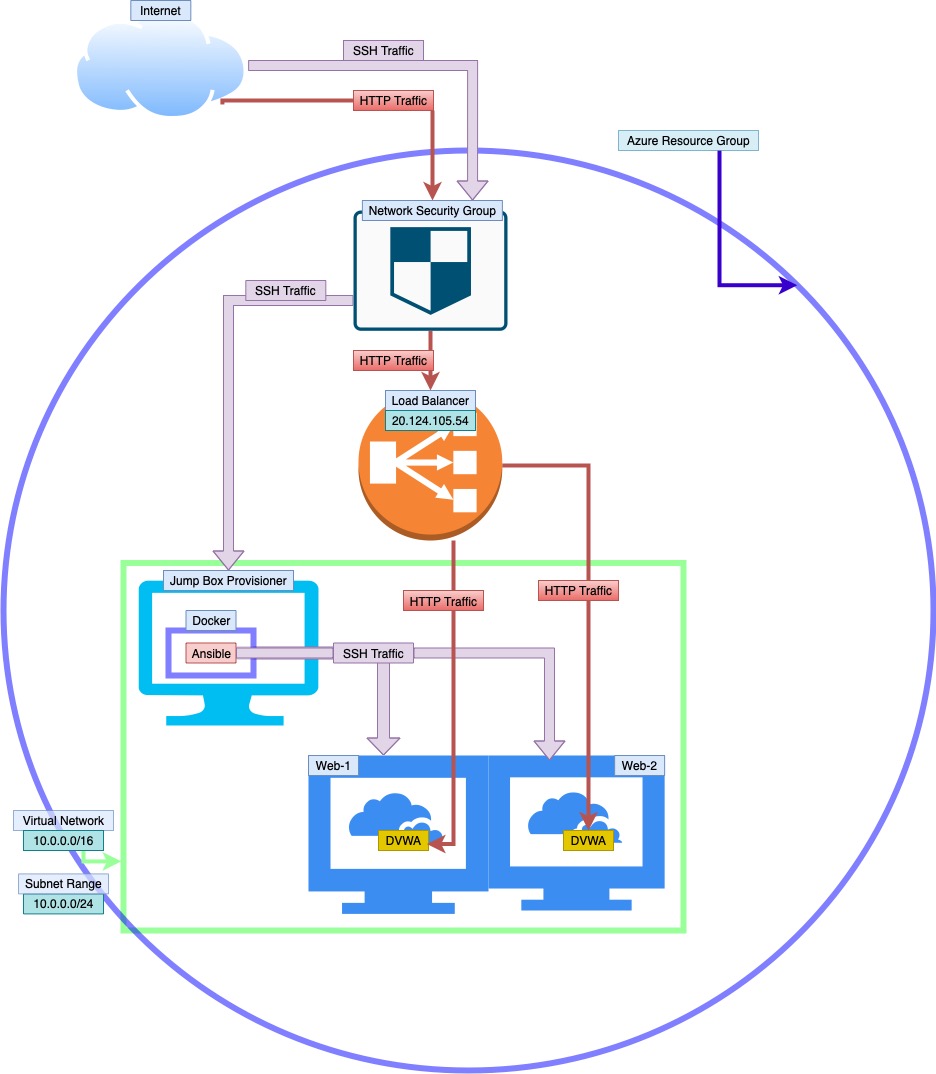 Internet
SSH Traffic
HTTP Traffic
Azure Resource Group
Network Security Group
SSH Traffic
HTTP Traffic
Load Balancer
20.124.105.54
Jump Box Provisioner
HTTP Traffic
HTTP Traffic
Docker
Ansible
SSH Traffic
Web-1
Web-2
Virtual Network
10.0.0.0/16
DVWA
DVWA
Subnet Range
10.0.0.0/24